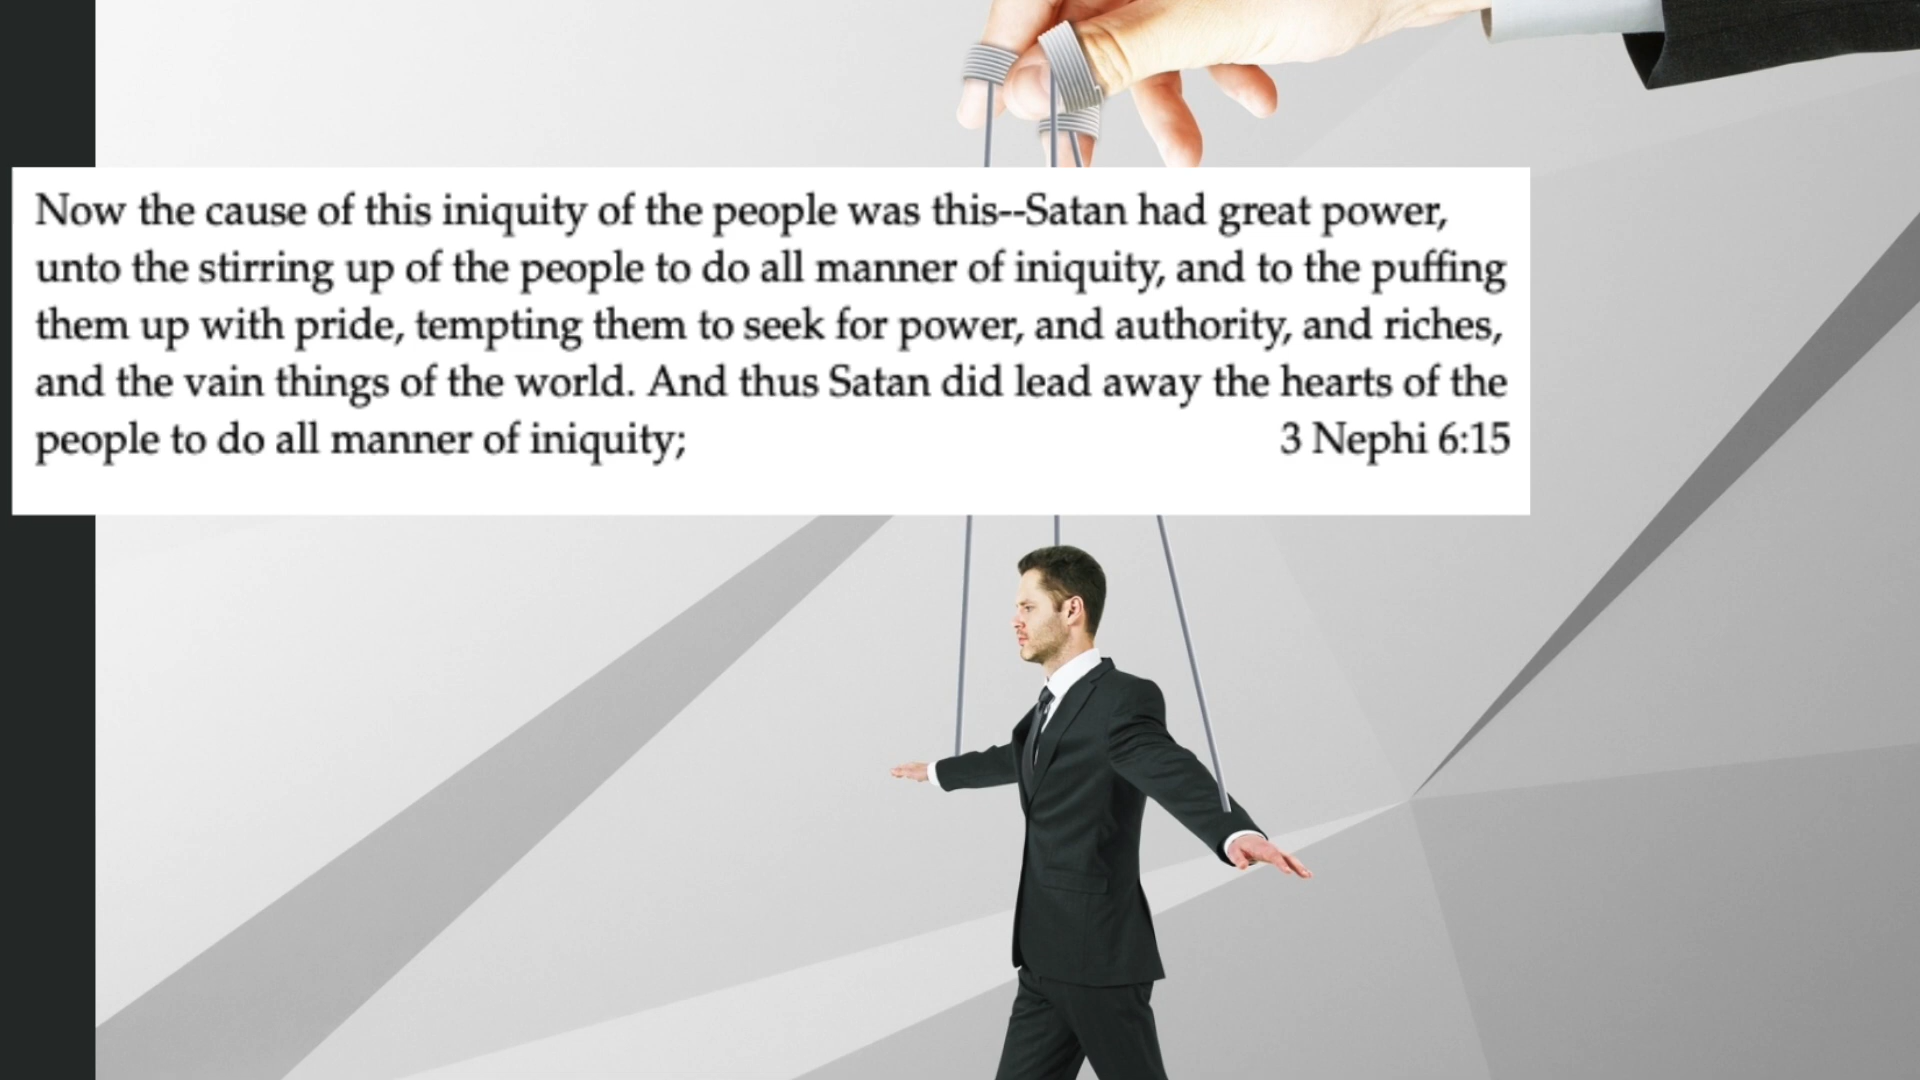 Now the cause of this iniquity of the people was this--Satan had great power,
unto the stirring up of the people to do all manner of iniquity, and to the puffing
them up with pride, tempting them to seek for power, and authority, and riches,
and the vain things of the world. And thus Satan did lead away the hearts of the
people to do all manner of iniquity; 3 Nephi 6:15